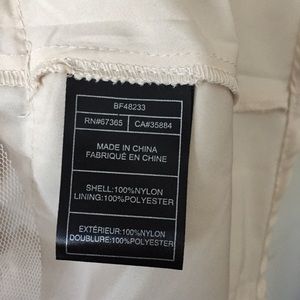 BF48233
RN#67365 CA#35884
MADE IN CHINA
FABRIQUÉ EN CHINE
SHELL:100%NYLON
LINING:100%POLYESTER
EXTÉRIEUR:100%NYLON
DOUBLURE:100%POLYESTER